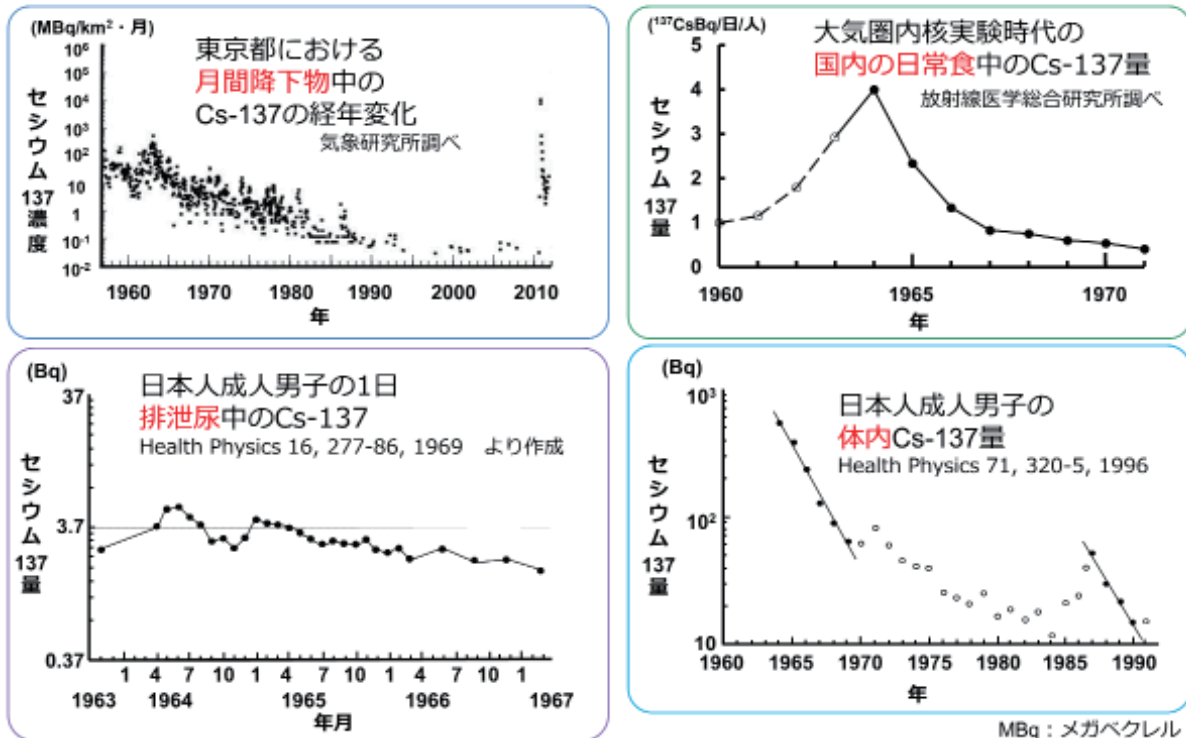 (MBq/km²・月)
東京都における
月間降下物中の
Cs-137の経年変化
気象研究所調べ
セシウム137濃度
10⁶
10⁵
10⁴
10³
10²
10
1
10⁻¹
10⁻²
1960 1970 1980 1990 2000 2010
年
(¹³⁷CsBq/日/人)
大気圏内核実験時代の
国内の日常食中のCs-137量
放射線医学総合研究所調べ
セシウム137量
5
4
3
2
1
0
1960 1965 1970
年
(Bq)
日本人成人男子の1日
排泄尿中のCs-137
Health Physics 16, 277-86, 1969 より作成
セシウム137量
37
3.7
0.37
1 4 7 10 1 4 7 10 1 4 7 10 1
1963 1964 1965 1966 1967
年月
(Bq)
日本人成人男子の
体内Cs-137量
Health Physics 71, 320-5, 1996
セシウム137量
10³
10²
10
1960 1965 1970 1975 1980 1985 1990
年
MBq：メガベクレル